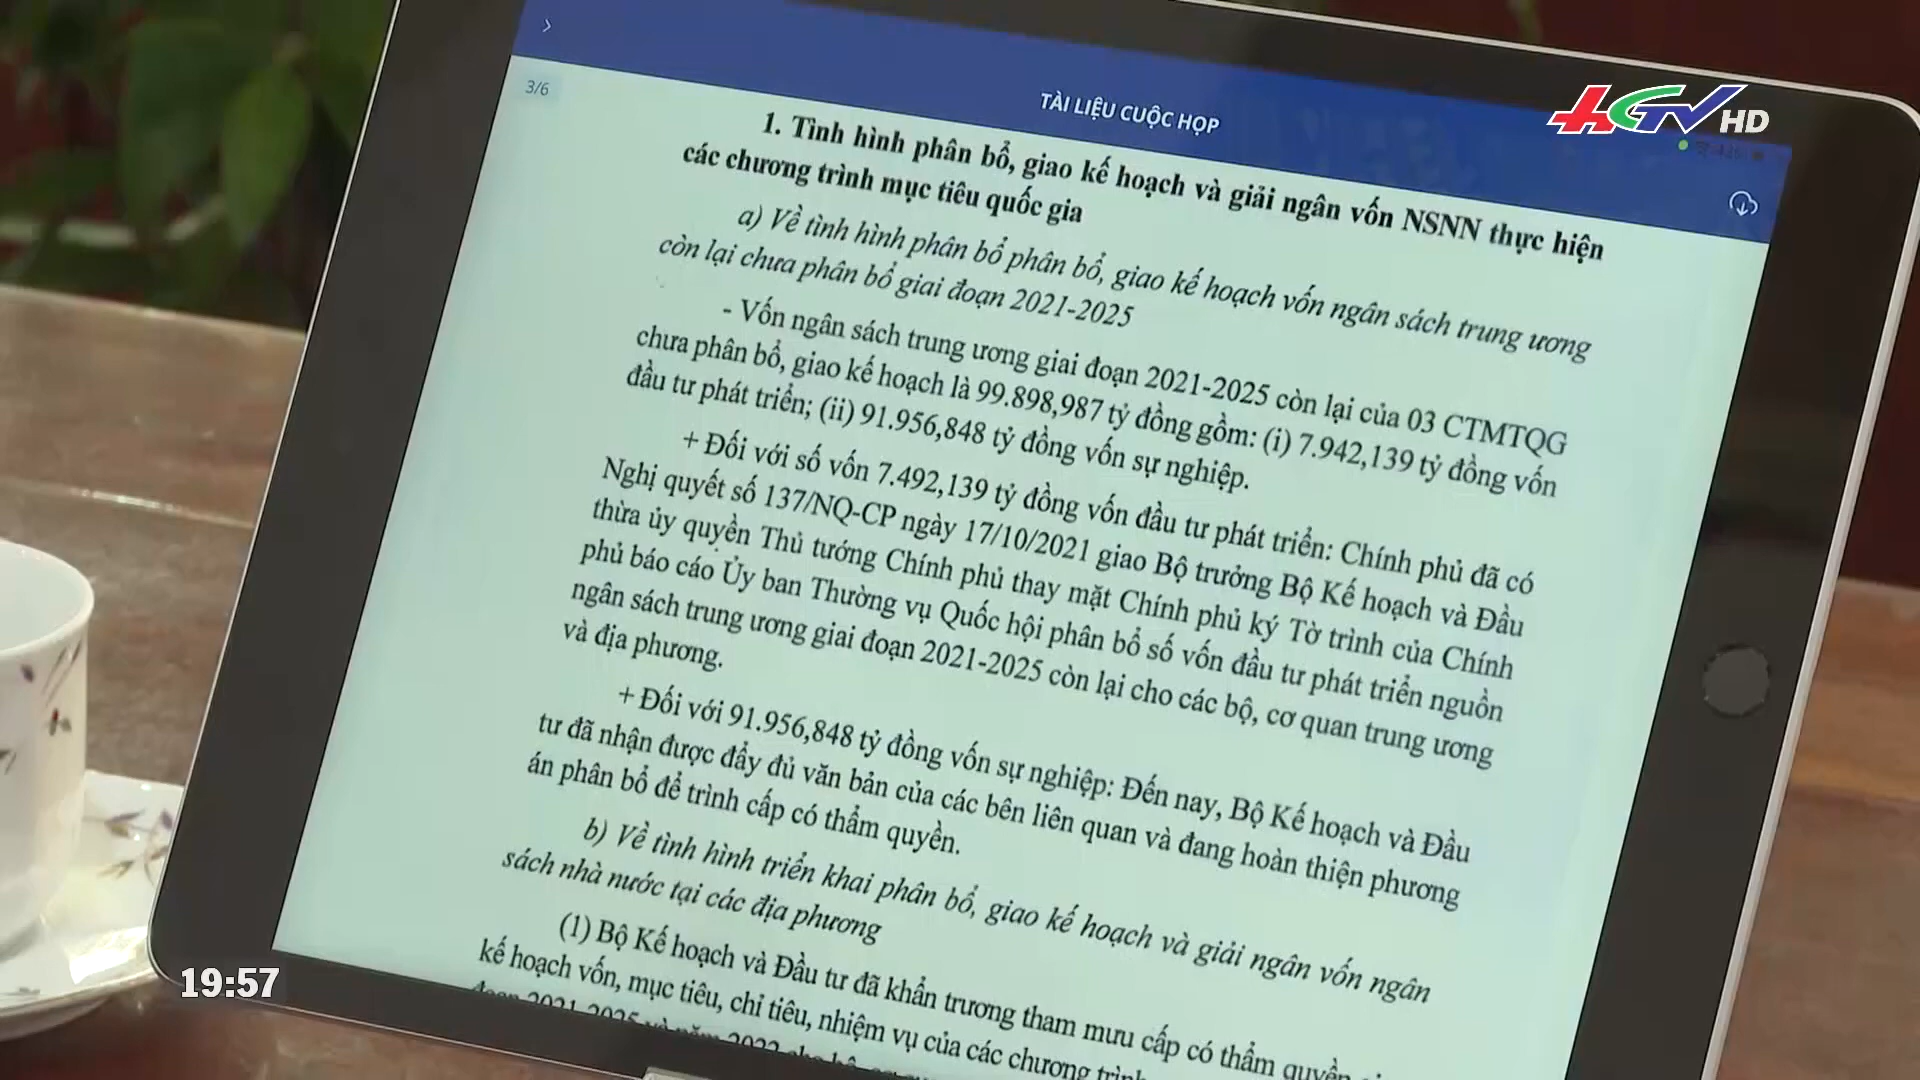 3/6
TÀI LIỆU CUỘC HỌP
HGTV HD
1. Tình hình phân bổ, giao kế hoạch và giải ngân vốn NSNN thực hiện
các chương trình mục tiêu quốc gia
a) Về tình hình phân bổ phân bổ, giao kế hoạch vốn ngân sách trung ương
còn lại chưa phân bổ giai đoạn 2021-2025
- Vốn ngân sách trung ương giai đoạn 2021-2025 còn lại của 03 CTMTQG
chưa phân bổ, giao kế hoạch là 99.898,987 tỷ đồng gồm: (i) 7.942,139 tỷ đồng vốn
đầu tư phát triển; (ii) 91.956,848 tỷ đồng vốn sự nghiệp.
+ Đối với số vốn 7.492,139 tỷ đồng vốn đầu tư phát triển: Chính phủ đã có
Nghị quyết số 137/NQ-CP ngày 17/10/2021 giao Bộ trưởng Bộ Kế hoạch và Đầu
thừa ủy quyền Thủ tướng Chính phủ thay mặt Chính phủ ký Tờ trình của Chính
phủ báo cáo Ủy ban Thường vụ Quốc hội phân bổ số vốn đầu tư phát triển nguồn
ngân sách trung ương giai đoạn 2021-2025 còn lại cho các bộ, cơ quan trung ương
và địa phương.
+ Đối với 91.956,848 tỷ đồng vốn sự nghiệp: Đến nay, Bộ Kế hoạch và Đầu
tư đã nhận được đẩy đủ văn bản của các bên liên quan và đang hoàn thiện phương
án phân bổ để trình cấp có thẩm quyền.
b) Về tình hình triển khai phân bổ, giao kế hoạch và giải ngân vốn ngân
sách nhà nước tại các địa phương
(1) Bộ Kế hoạch và Đầu tư đã khẩn trương tham mưu cấp có thẩm quyền
kế hoạch vốn, mục tiêu, chỉ tiêu, nhiệm vụ của các chương trình
đoạn 2021-2025 và năm 2022 cho bộ, cơ
19:57